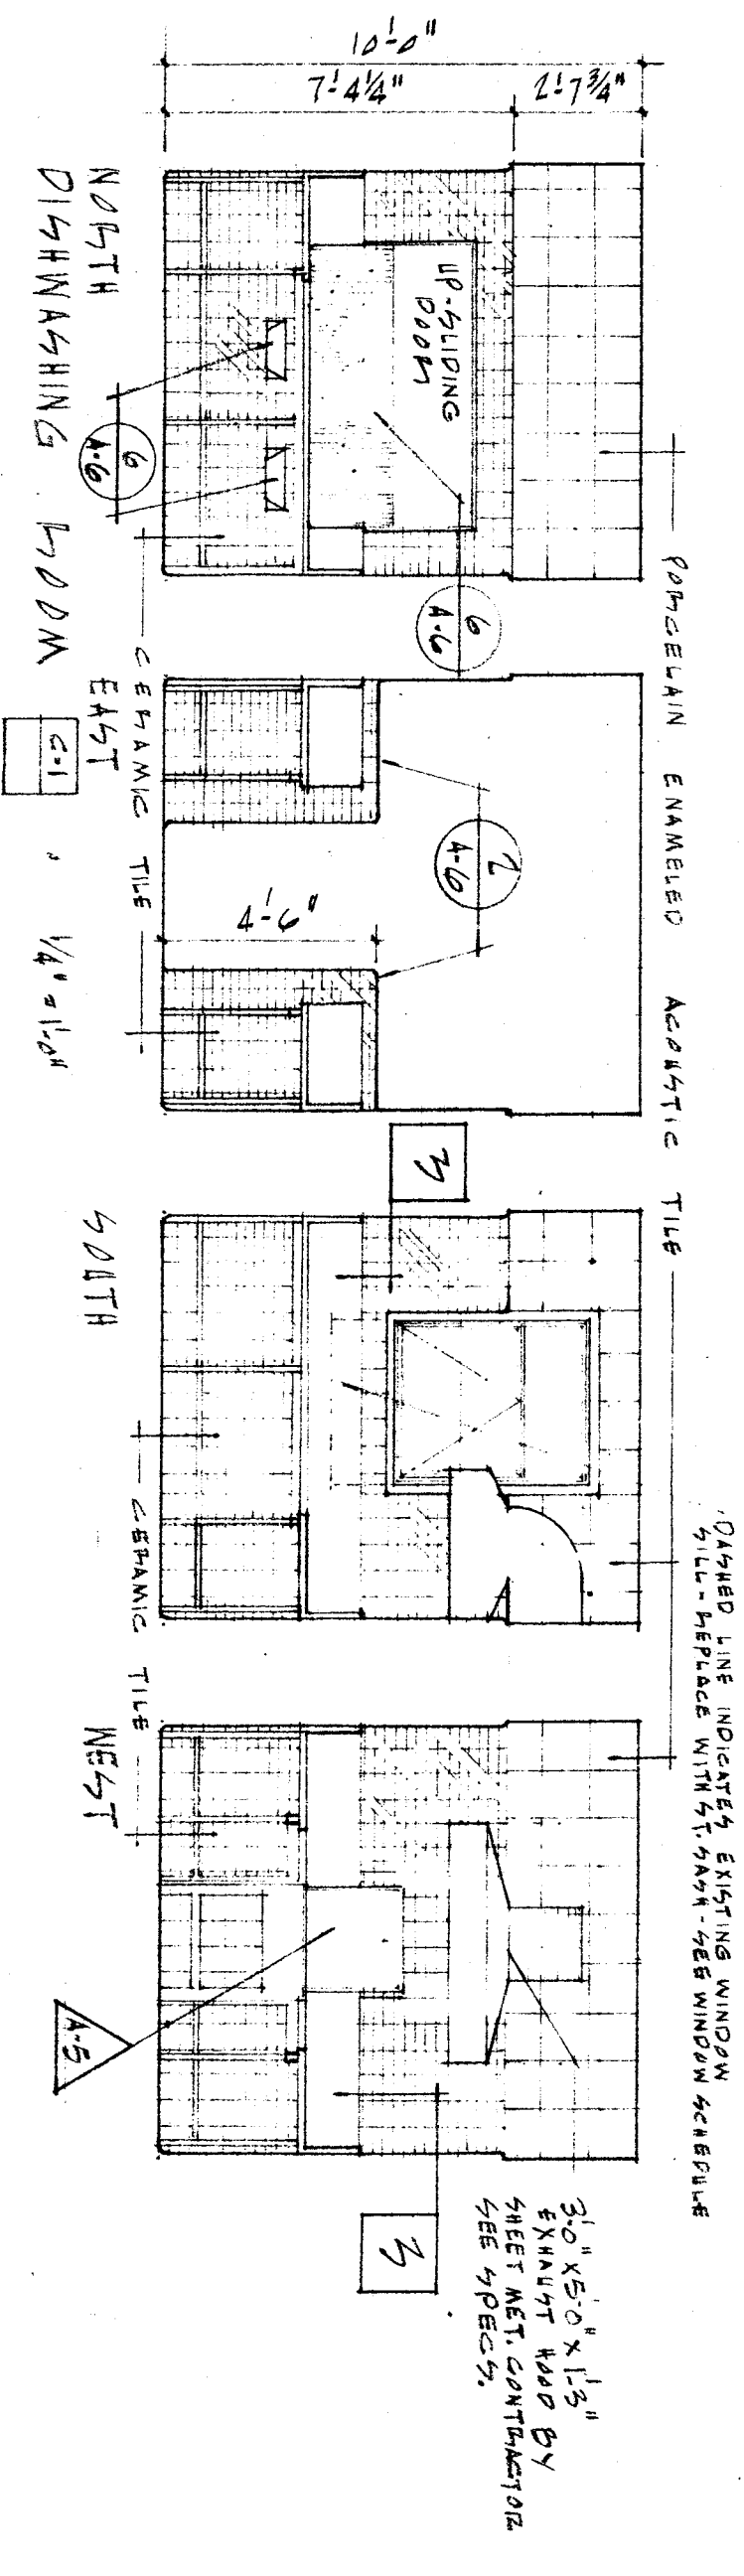 10'-0"
7'-4 1/4"
2'-7 3/4"
UP-SLIDING
DOOR
6
A-6
6
A-6
PORCELAIN ENAMELED ACOUSTIC TILE
CERAMIC TILE
2
A-6
4'-6"
3
DASHED LINE INDICATES EXISTING WINDOW
SILL - REPLACE WITH ST. SASH - SEE WINDOW SCHEDULE
CERAMIC TILE
A-5
3
3'-0" X 5'-0" X 1'-3"
EXHAUST HOOD BY
SHEET MET. CONTRACTOR
SEE SPECS.
NORTH
EAST
SOUTH
WEST
DISHWASHING ROOM
C-1
1/4" = 1'-0"